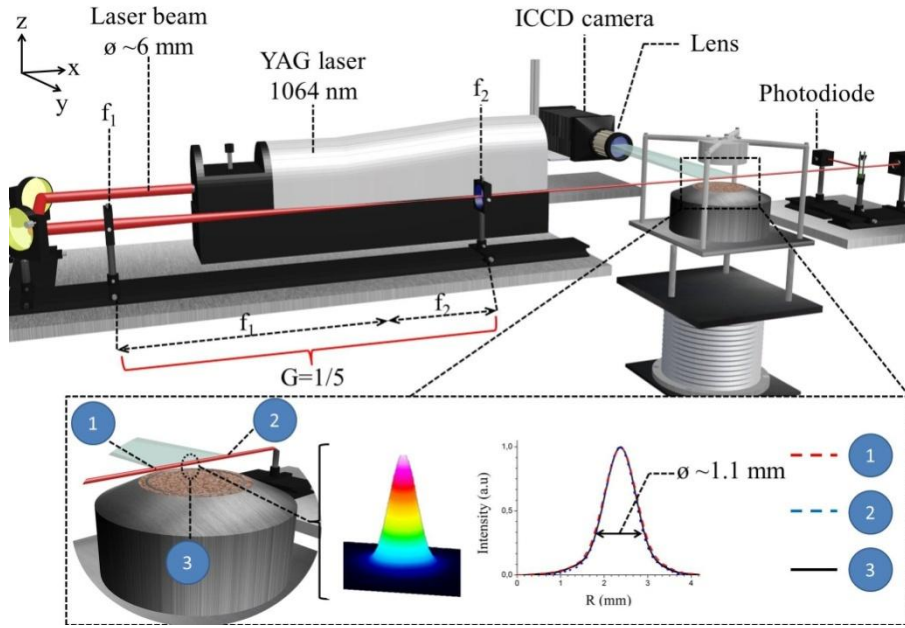 z
x
y
Laser beam
ø ~6 mm
f₁
YAG laser
1064 nm
f₂
ICCD camera
Lens
Photodiode
f₁
f₂
G=1/5
1
2
3
Intensity (a.u)
1,0
0,5
0,0
0
1
2
3
4
R (mm)
ø ~1.1 mm
1
2
3